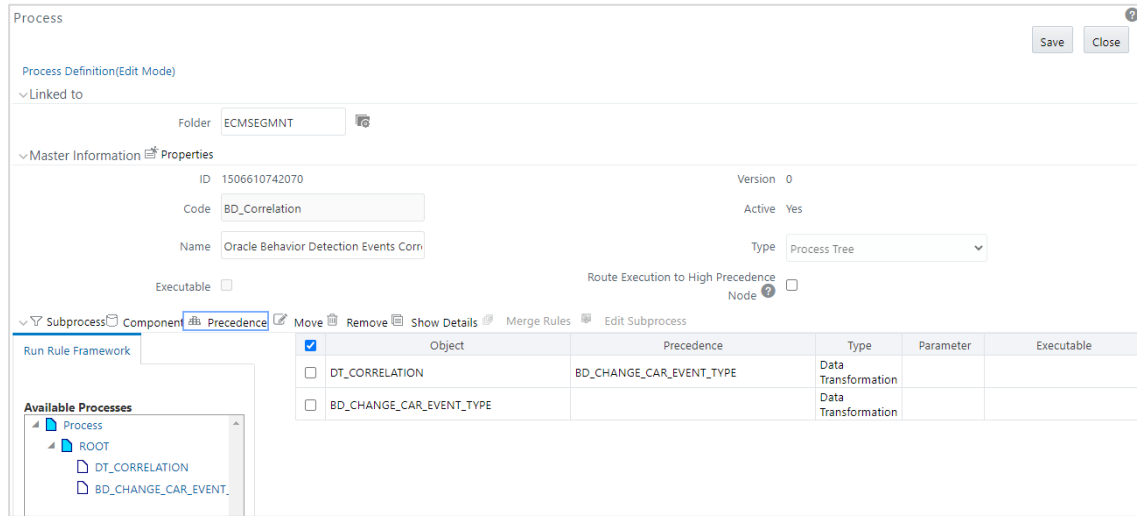 Process
Save Close
Process Definition(Edit Mode)
Linked to
Folder ECMSEGMNT
Master Information Properties
ID 1506610742070 Version 0
Code BD_Correlation Active Yes
Name Oracle Behavior Detection Events Corr Type Process Tree
Executable Route Execution to High Precedence
Node
Subprocess Component Precedence Move Remove Show Details Merge Rules Edit Subprocess
Run Rule Framework
Object Precedence Type Parameter Executable
DT_CORRELATION BD_CHANGE_CAR_EVENT_TYPE Data
Transformation
BD_CHANGE_CAR_EVENT_TYPE Data
Transformation
Available Processes
Process
ROOT
DT_CORRELATION
BD_CHANGE_CAR_EVENT_